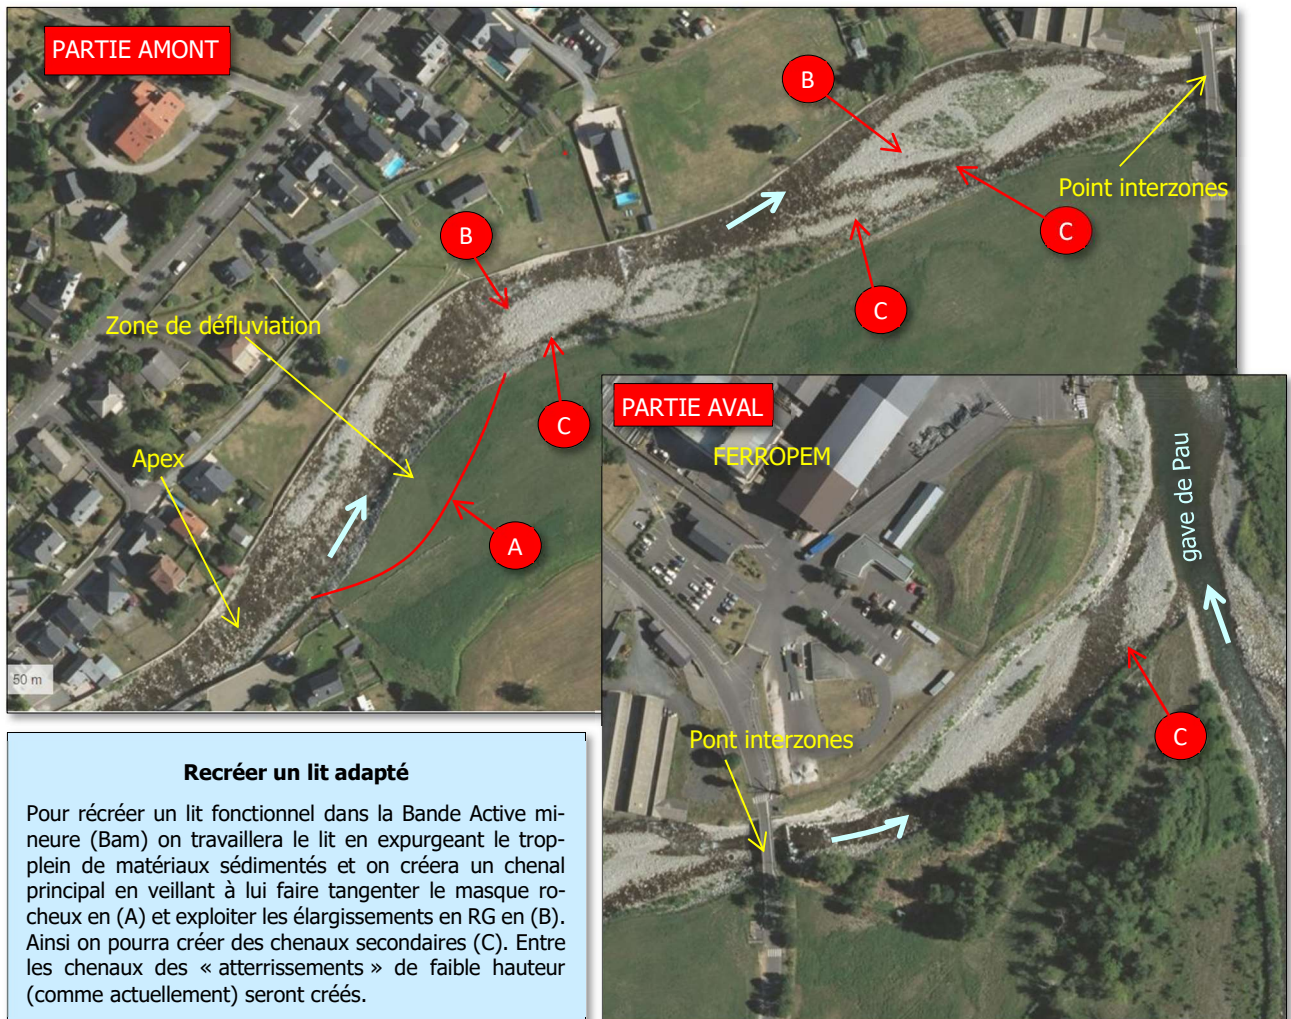 PARTIE AMONT
B
Point interzones
C
B
C
Zone de défluviation
C
Apex
A
50 m
PARTIE AVAL
FERROPEM
gave de Pau
C
Pont interzones
Recréer un lit adapté
Pour récréer un lit fonctionnel dans la Bande Active mi-
neure (Bam) on travaillera le lit en expurgeant le trop-
plein de matériaux sédimentés et on créera un chenal
principal en veillant à lui faire tangenter le masque ro-
cheux en (A) et exploiter les élargissements en RG en (B).
Ainsi on pourra créer des chenaux secondaires (C). Entre
les chenaux des « atterrissements » de faible hauteur
(comme actuellement) seront créés.